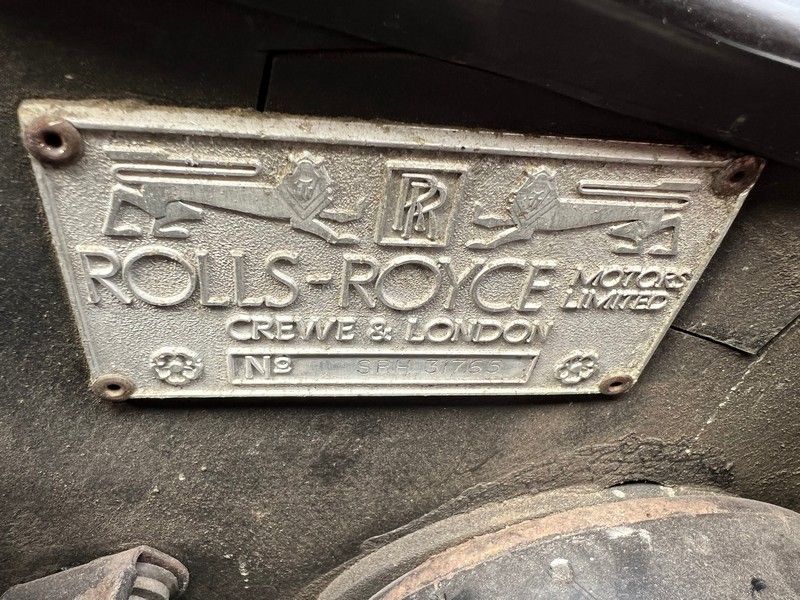 RR
ROLLS-ROYCE MOTORS LIMITED
CREWE & LONDON
Nº SRH 31765